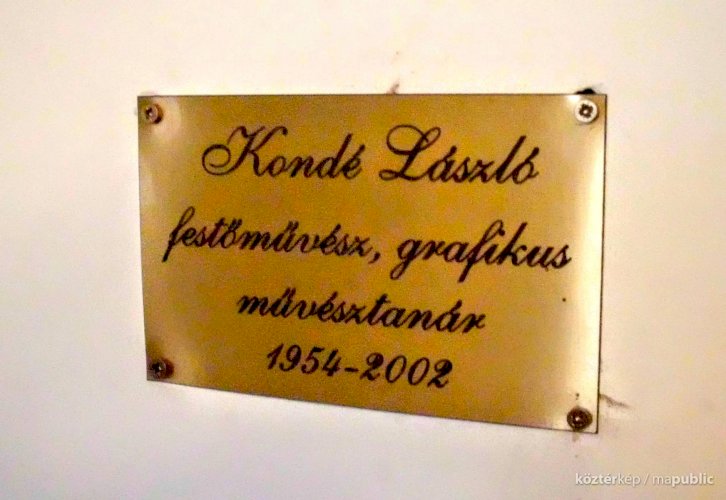 Kondé László
festőművész, grafikus
művésztanár
1954-2002
köztérkép / mapublic